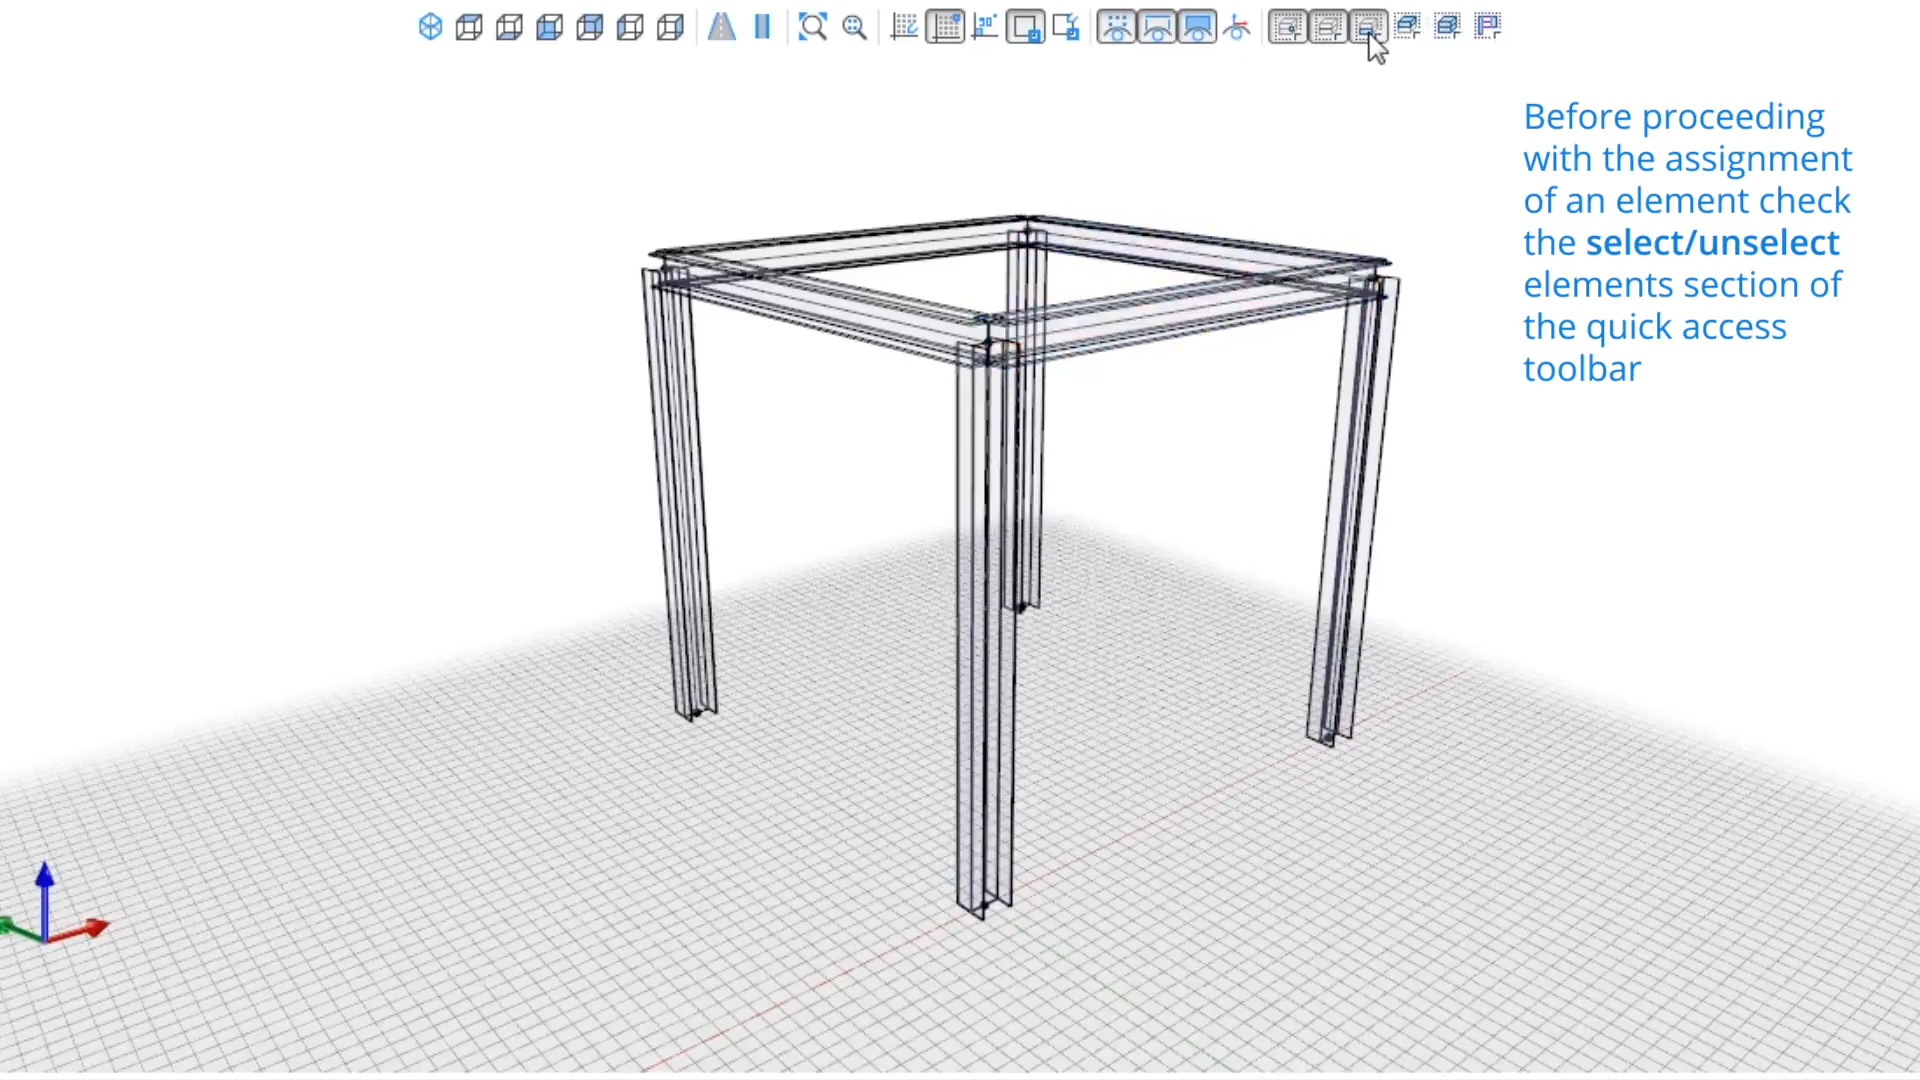 Before proceeding
with the assignment
of an element check
the select/unselect
elements section of
the quick access
toolbar